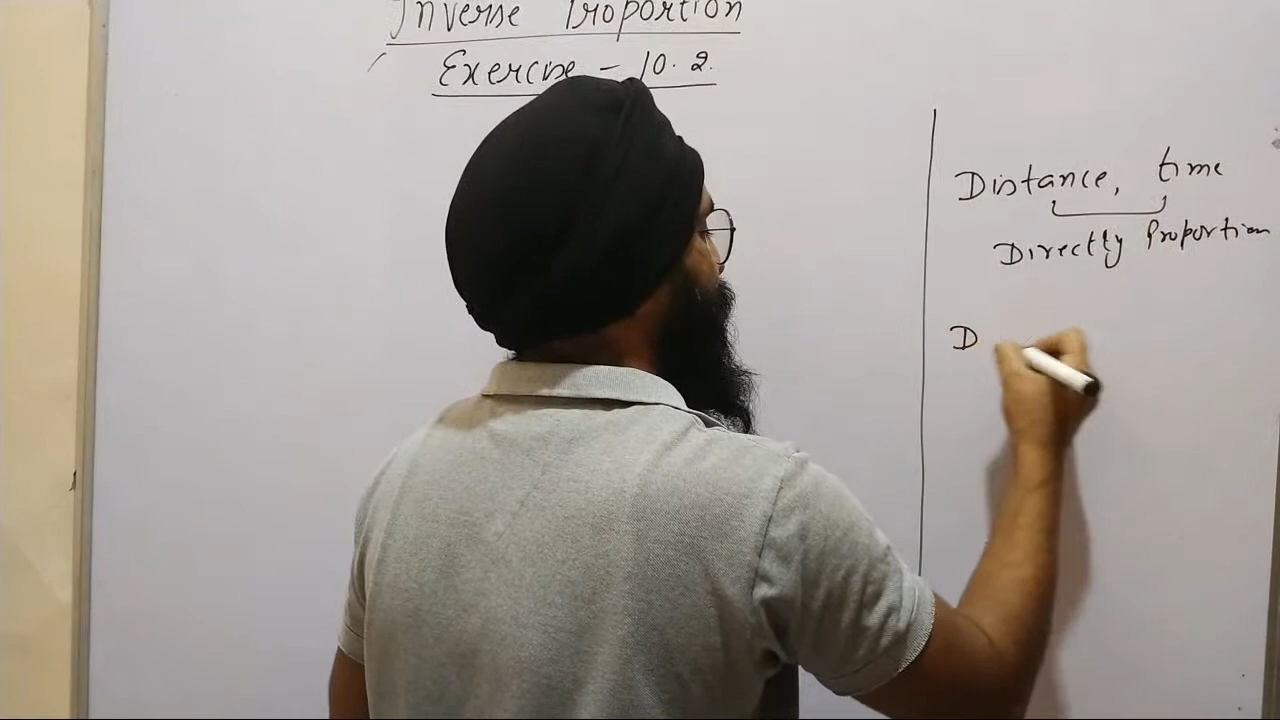 Inverse Proportion
Exercise - 10.2.
Distance, time
Directly Proportion
D